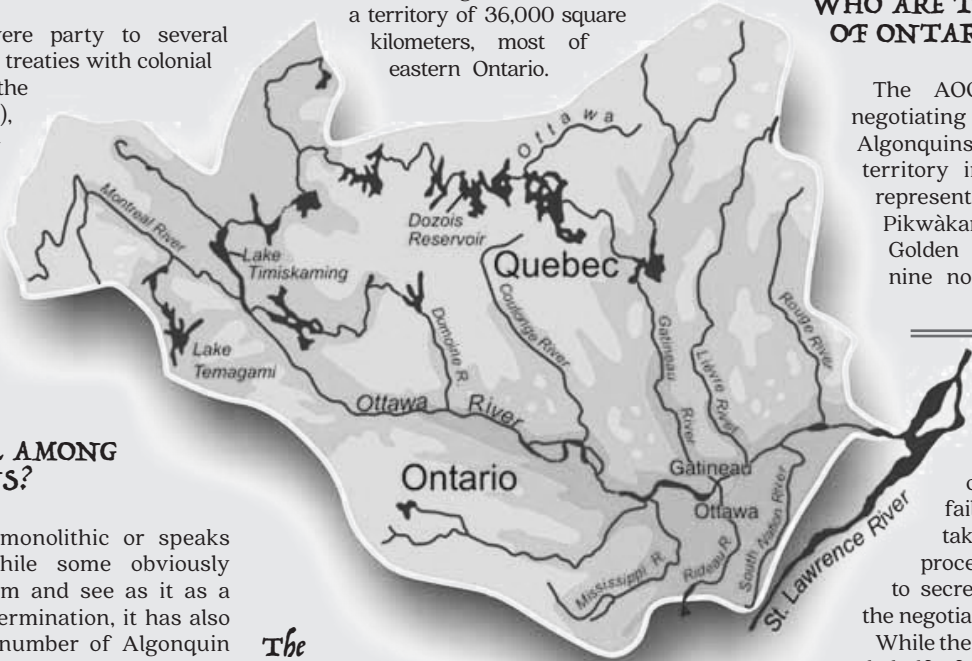 were party to several
treaties with colonial
the
),
a territory of 36,000 square
kilometers, most of
eastern Ontario.
WHO ARE T
OF ONTAR
The AOO
negotiating
Algonquins
territory i
represent
Pikwàkan
Golden
nine no
Ottawa
Montreal River
Dozois
Reservoir
Lake
Timiskaming
Quebec
Coulonge River
Dumoine R.
Gatineau
River
Lièvre River
Rouge River
Lake
Temagami
Ottawa River
Ontario
Gatineau
Ottawa
Mississippi R.
Rideau R.
South Nation River
St. Lawrence River
AMONG
S?
monolithic or speaks
hile some obviously
m and see as it as a
ermination, it has also
number of Algonquin
The
fail
tak
proce
to secre
the negotia
While the